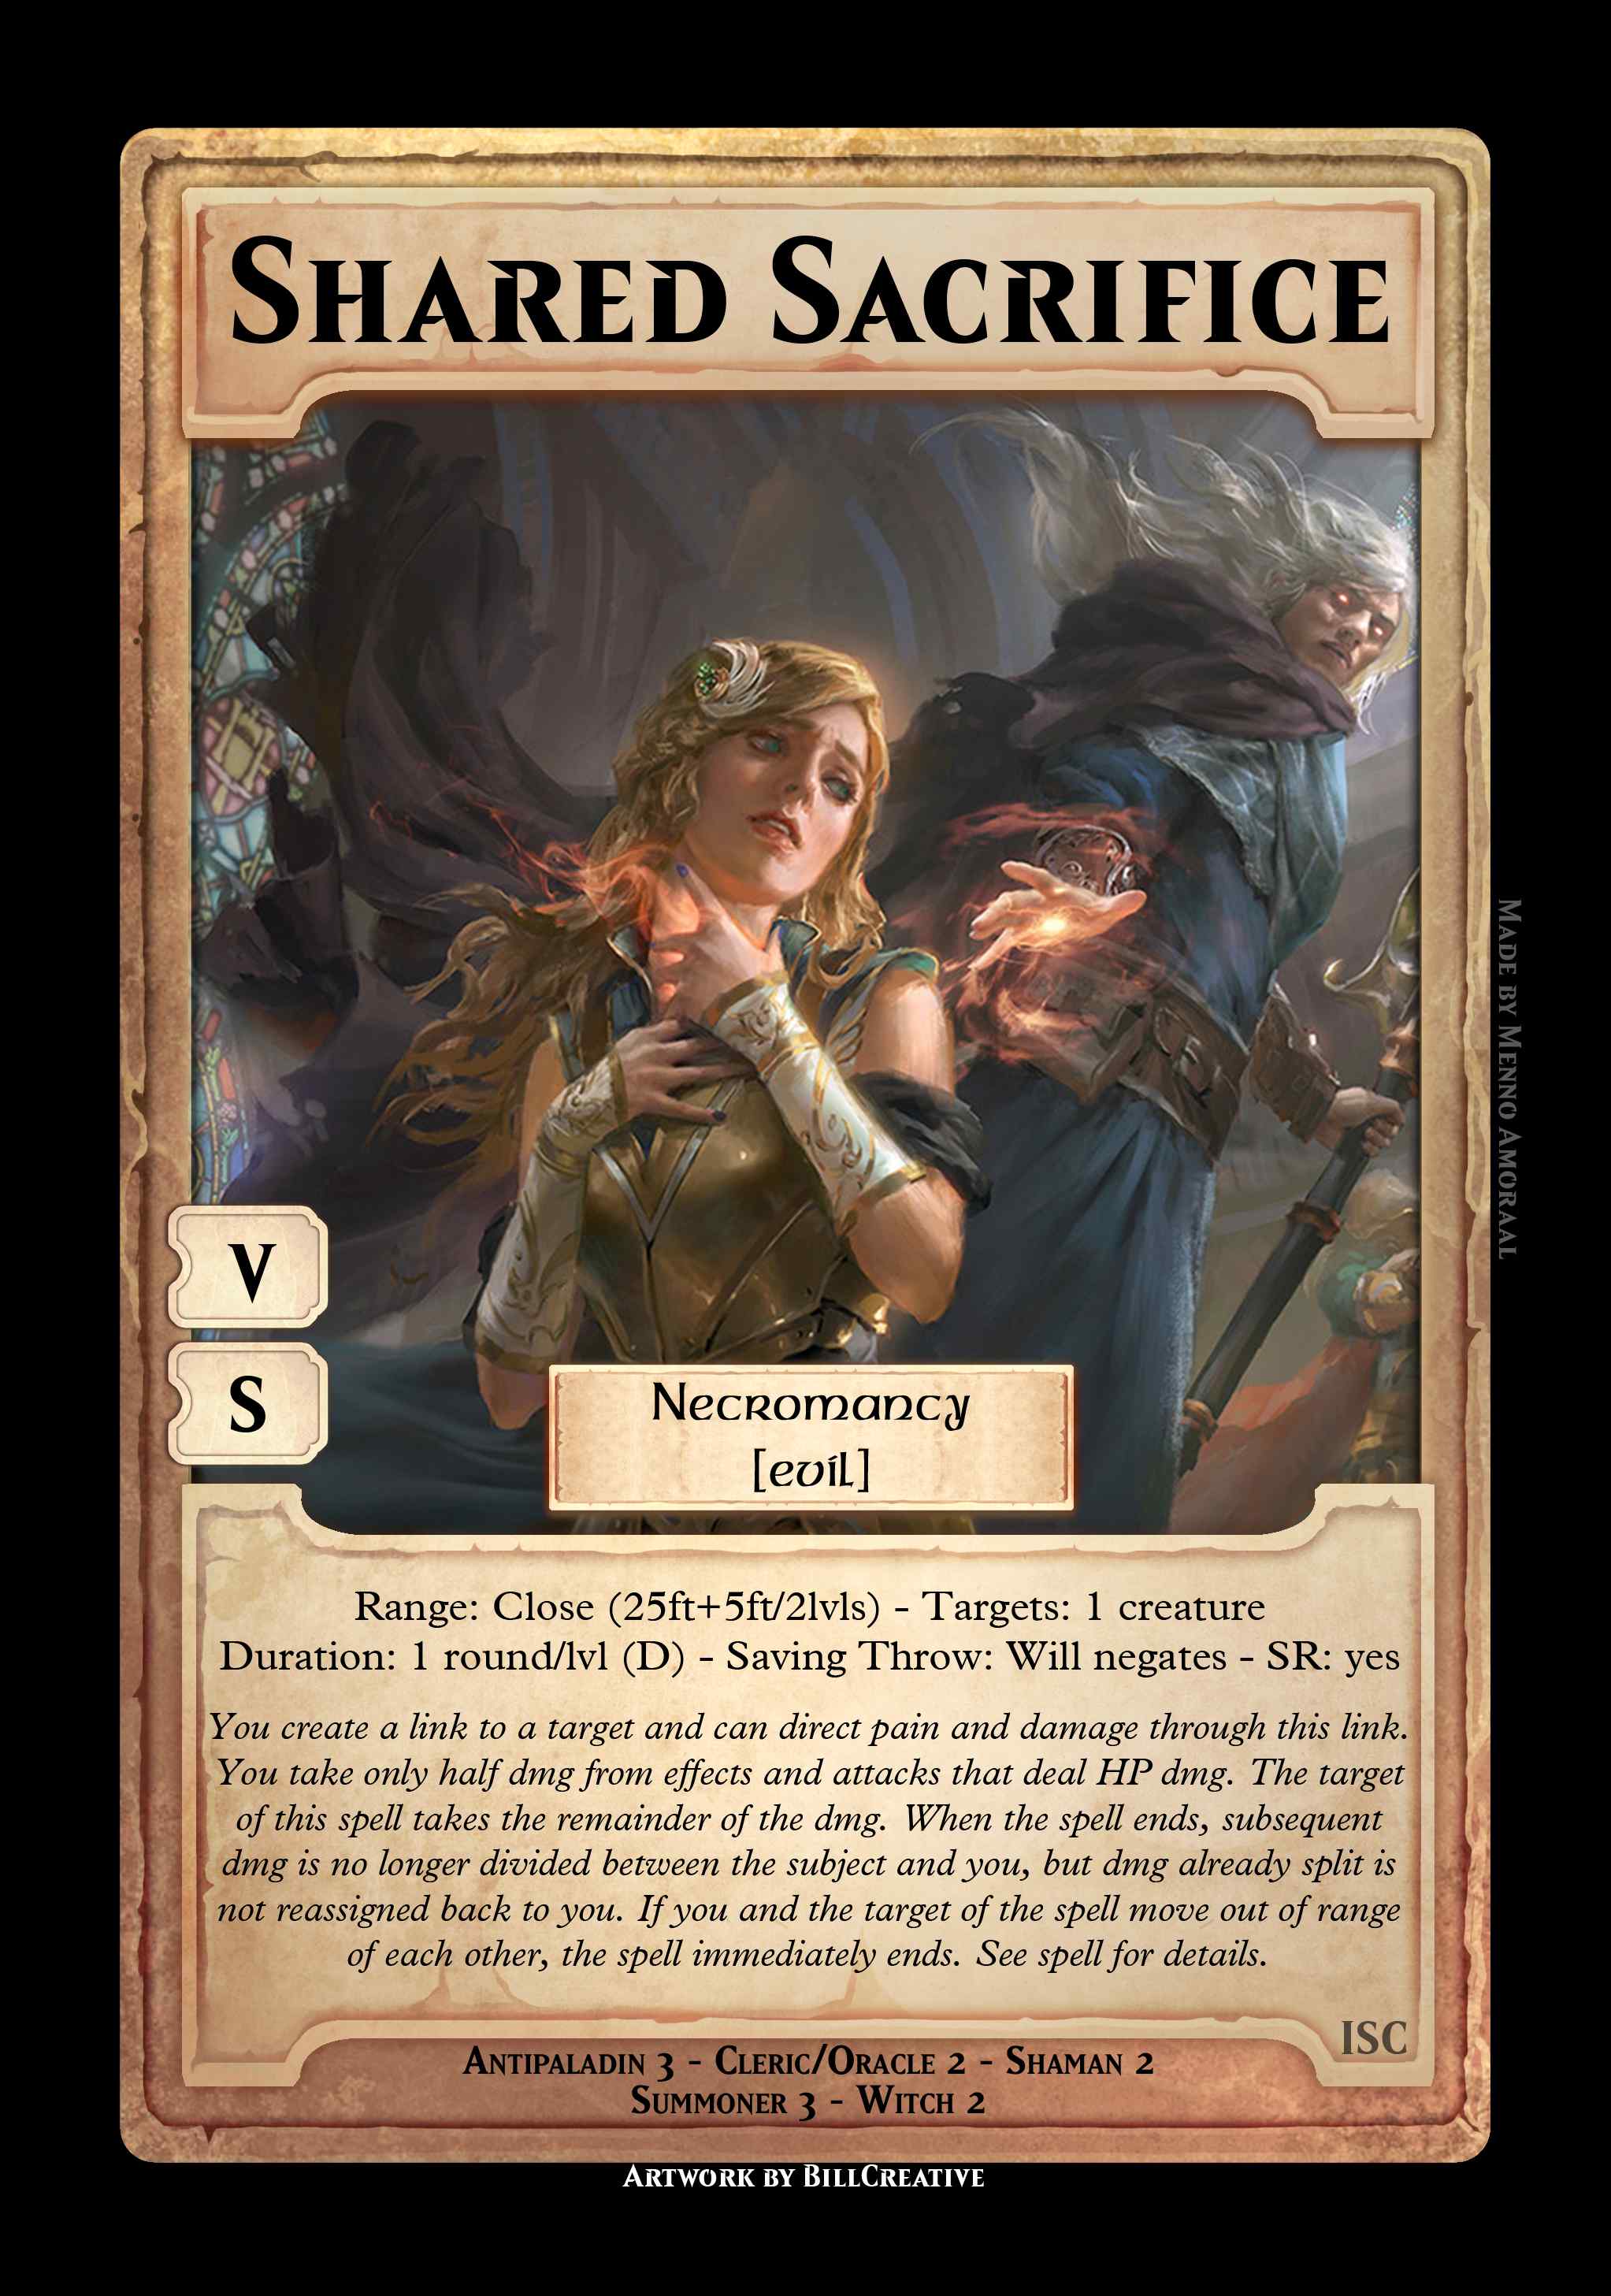 Shared Sacrifice
V
S
Necromancy
[evil]
Range: Close (25ft+5ft/2lvls) - Targets: 1 creature
Duration: 1 round/lvl (D) - Saving Throw: Will negates - SR: yes
You create a link to a target and can direct pain and damage through this link.
You take only half dmg from effects and attacks that deal HP dmg. The target
of this spell takes the remainder of the dmg. When the spell ends, subsequent
dmg is no longer divided between the subject and you, but dmg already split is
not reassigned back to you. If you and the target of the spell move out of range
of each other, the spell immediately ends. See spell for details.
ISC
Antipaladin 3 - Cleric/Oracle 2 - Shaman 2
Summoner 3 - Witch 2
Artwork by BillCreative
Made by Menno Amoraal